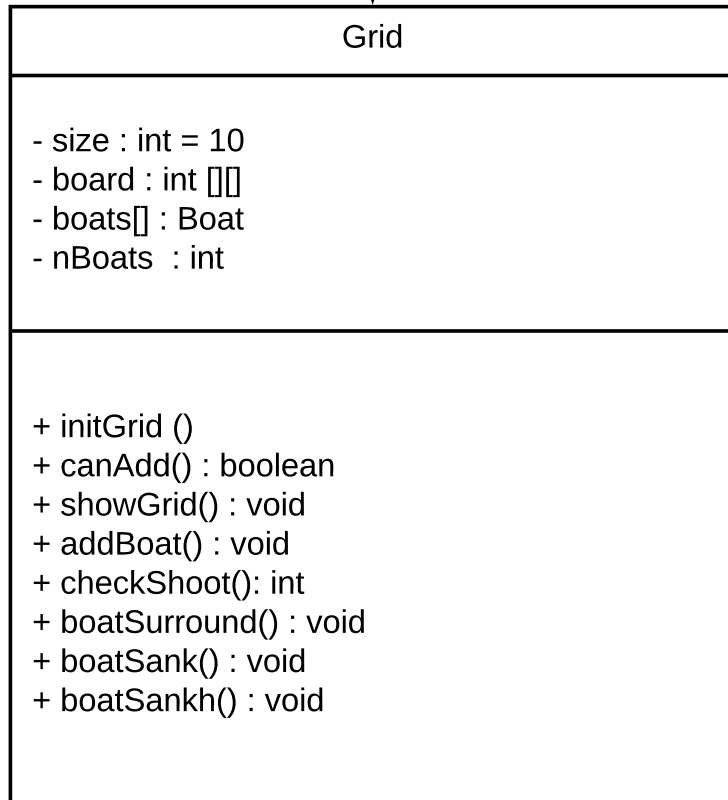 Grid
- size : int = 10
- board : int [][]
- boats[] : Boat
- nBoats  : int
+ initGrid ()
+ canAdd() : boolean
+ showGrid() : void
+ addBoat() : void
+ checkShoot(): int
+ boatSurround() : void
+ boatSank() : void
+ boatSankh() : void